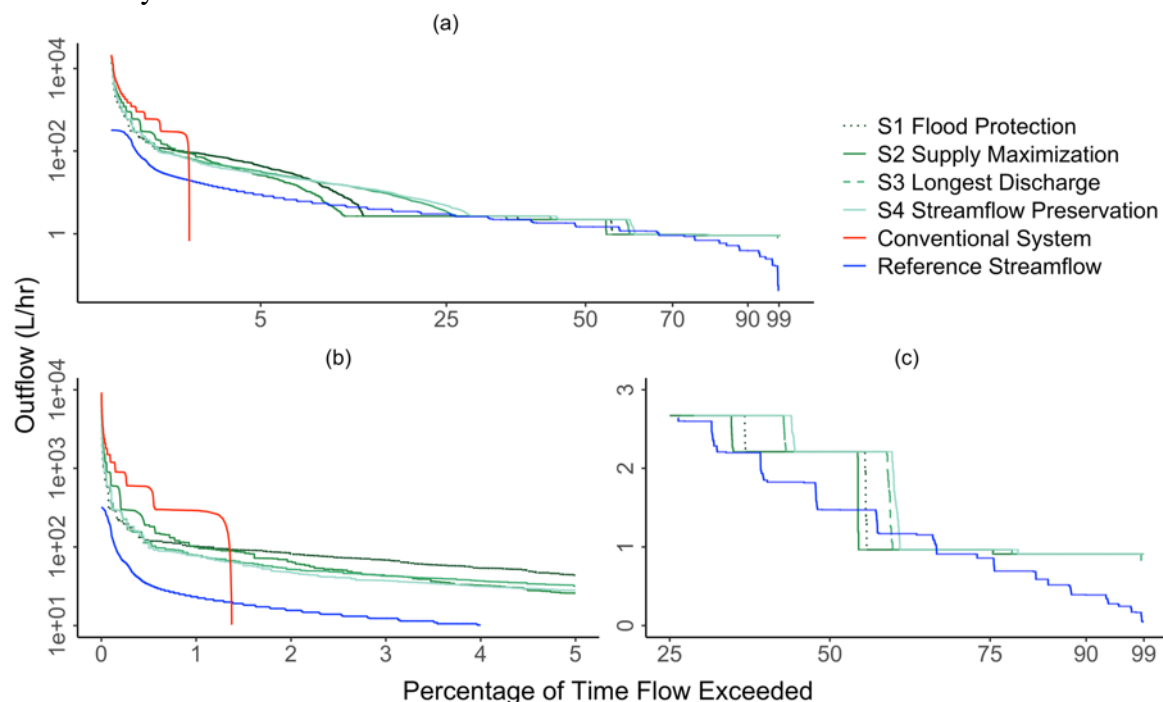 (a)
1e+04
1e+02
1
5
25
50
70
90
99
S1 Flood Protection
S2 Supply Maximization
S3 Longest Discharge
S4 Streamflow Preservation
Conventional System
Reference Streamflow
Outflow (L/hr)
(b)
1e+04
1e+03
1e+02
1e+01
0
1
2
3
4
5
(c)
3
2
1
0
25
50
75
90
99
Percentage of Time Flow Exceeded